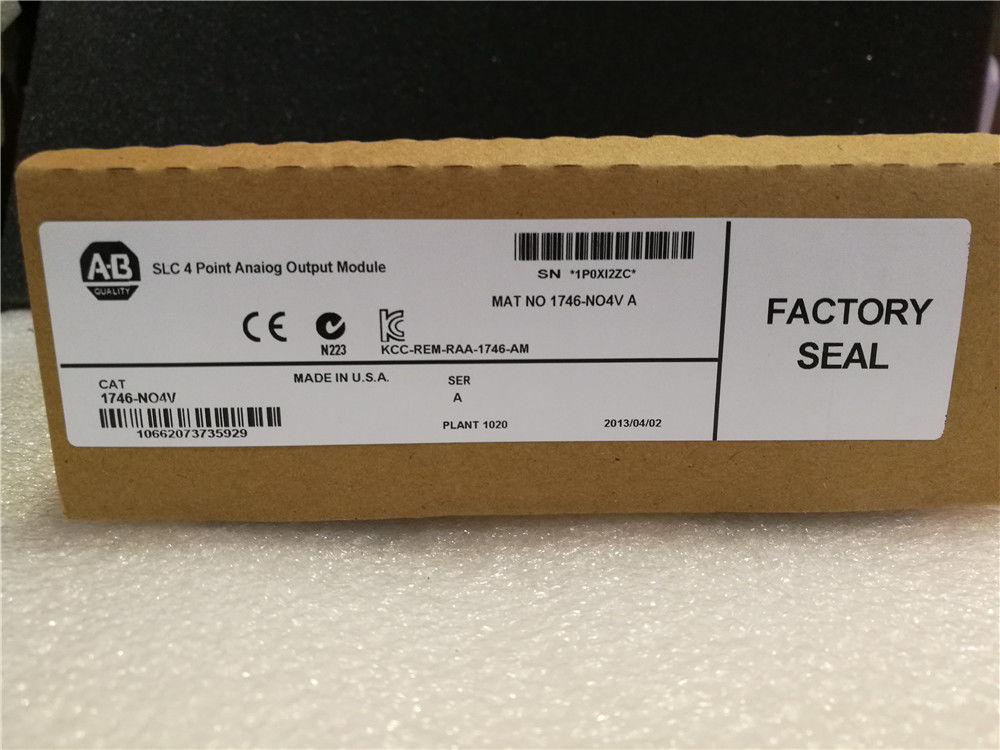 A-B
QUALITY
SLC 4 Point Anaiog Output Module
SN *1P0XI2ZC*
MAT NO 1746-NO4V A
CE
N223
KCC-REM-RAA-1746-AM
FACTORY
SEAL
CAT
1746-NO4V
10662073735929
MADE IN U.S.A.
SER
A
PLANT 1020
2013/04/02